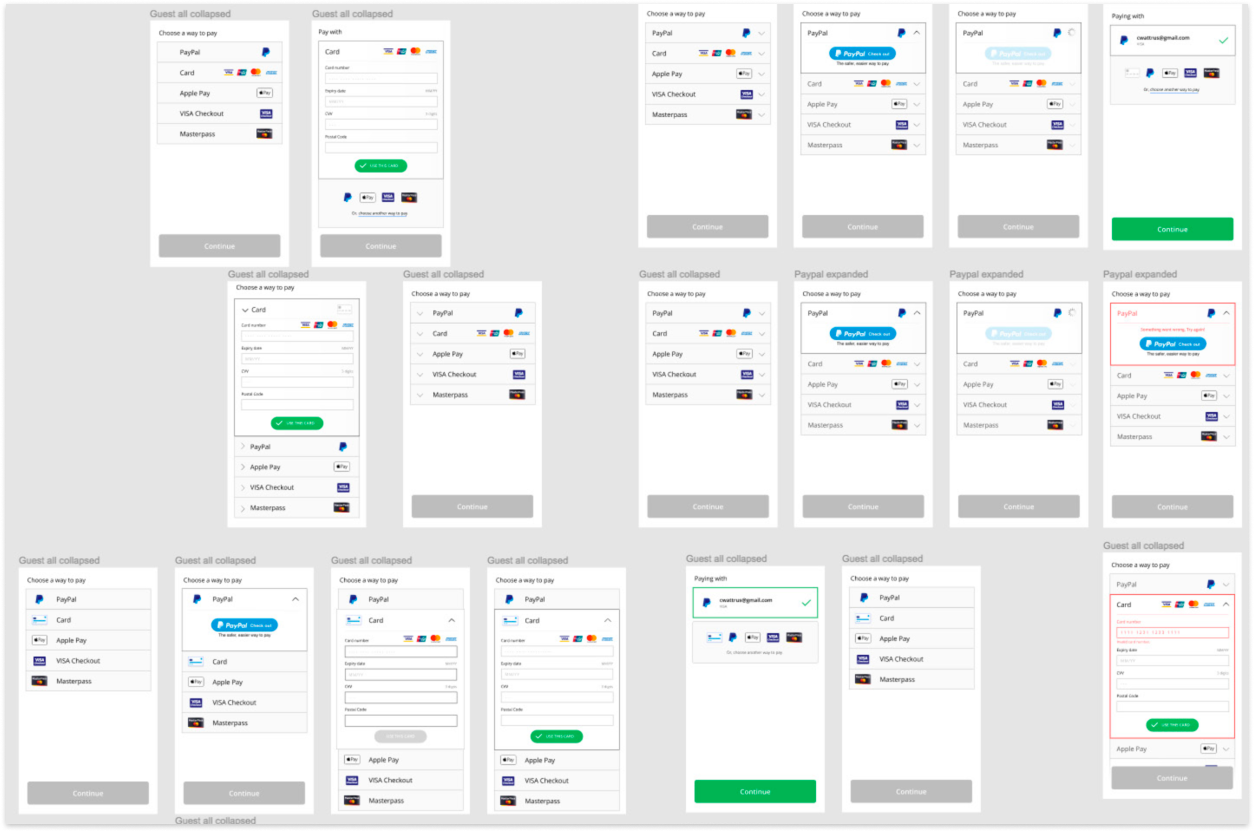 Guest all collapsed
Choose a way to pay
PayPal
Card
Apple Pay
VISA Checkout
Masterpass
Continue
Guest all collapsed
Pay with
Card
Card number
Expiry date
CVV
Postal Code
USE THIS CARD
Or, choose another way to pay
Continue
Choose a way to pay
PayPal
Card
Apple Pay
VISA Checkout
Masterpass
Continue
Choose a way to pay
PayPal
PayPal Check out
The safer, easier way to pay
Card
Apple Pay
VISA Checkout
Masterpass
Continue
Choose a way to pay
PayPal
PayPal Check out
The safer, easier way to pay
Card
Apple Pay
VISA Checkout
Masterpass
Continue
Paying with
cwattrus@gmail.com
Or, choose another way to pay
Continue
Guest all collapsed
Choose a way to pay
Card
Card number
Expiry date
CVV
Postal Code
USE THIS CARD
PayPal
Apple Pay
VISA Checkout
Masterpass
Guest all collapsed
Choose a way to pay
PayPal
Card
Apple Pay
VISA Checkout
Masterpass
Continue
Guest all collapsed
Choose a way to pay
PayPal
Card
Apple Pay
VISA Checkout
Masterpass
Continue
Paypal expanded
Choose a way to pay
PayPal
PayPal Check out
The safer, easier way to pay
Card
Apple Pay
VISA Checkout
Masterpass
Continue
Paypal expanded
Choose a way to pay
PayPal
PayPal Check out
The safer, easier way to pay
Card
Apple Pay
VISA Checkout
Masterpass
Continue
Paypal expanded
Choose a way to pay
PayPal
Something went wrong. Try again!
PayPal Check out
The safer, easier way to pay
Card
Apple Pay
VISA Checkout
Masterpass
Continue
Guest all collapsed
Choose a way to pay
PayPal
Card
Apple Pay
VISA Checkout
Masterpass
Continue
Guest all collapsed
Choose a way to pay
PayPal
PayPal Check out
The safer, easier way to pay
Card
Apple Pay
VISA Checkout
Masterpass
Continue
Guest all collapsed
Guest all collapsed
Choose a way to pay
PayPal
Card
Card number
Expiry date
CVV
Postal Code
USE THIS CARD
Apple Pay
VISA Checkout
Masterpass
Guest all collapsed
Choose a way to pay
PayPal
Card
Card number
Expiry date
CVV
Postal Code
USE THIS CARD
Apple Pay
VISA Checkout
Masterpass
Guest all collapsed
Paying with
cwattrus@gmail.com
Or, choose another way to pay
Continue
Guest all collapsed
Choose a way to pay
PayPal
Card
Apple Pay
VISA Checkout
Masterpass
Continue
Guest all collapsed
Choose a way to pay
PayPal
Card
Card number
Expiry date
CVV
Postal Code
USE THIS CARD
Apple Pay
Continue